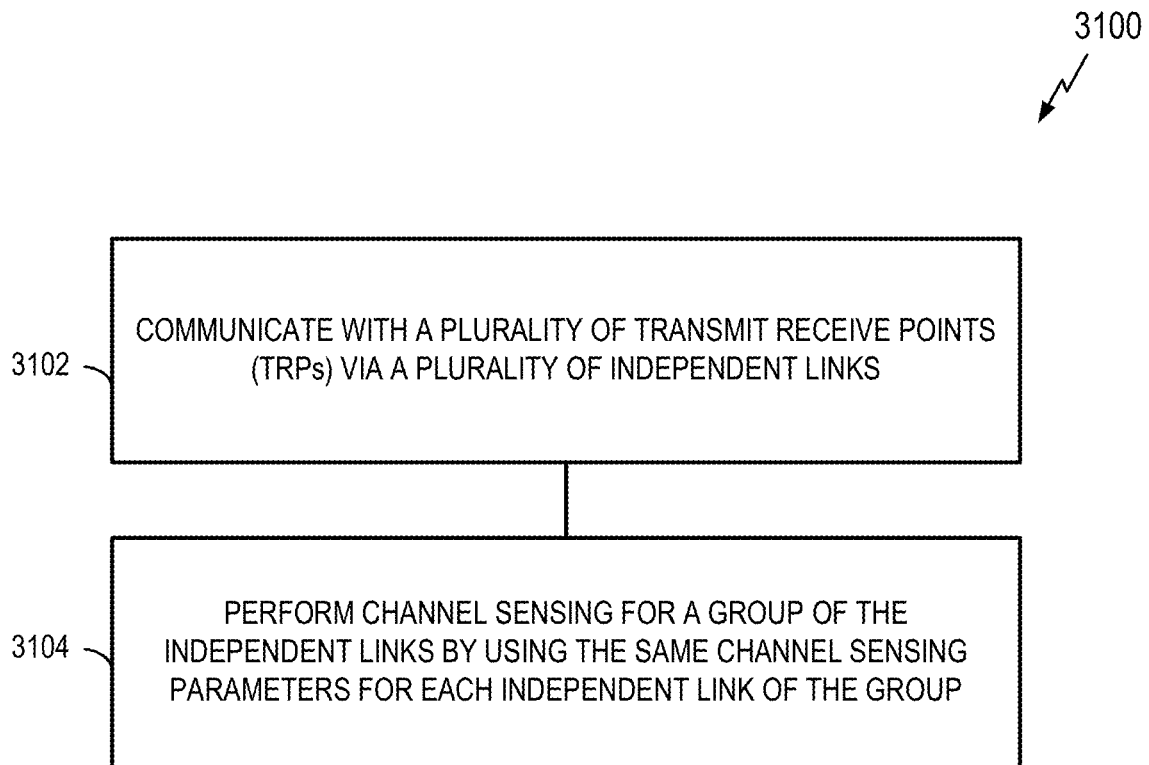 3100
3102
COMMUNICATE WITH A PLURALITY OF TRANSMIT RECEIVE POINTS
(TRPs) VIA A PLURALITY OF INDEPENDENT LINKS
3104
PERFORM CHANNEL SENSING FOR A GROUP OF THE
INDEPENDENT LINKS BY USING THE SAME CHANNEL SENSING
PARAMETERS FOR EACH INDEPENDENT LINK OF THE GROUP